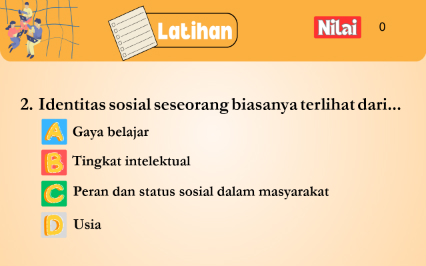 Latihan
Nilai 0
2. Identitas sosial seseorang biasanya terlihat dari...
A Gaya belajar
B Tingkat intelektual
C Peran dan status sosial dalam masyarakat
D Usia